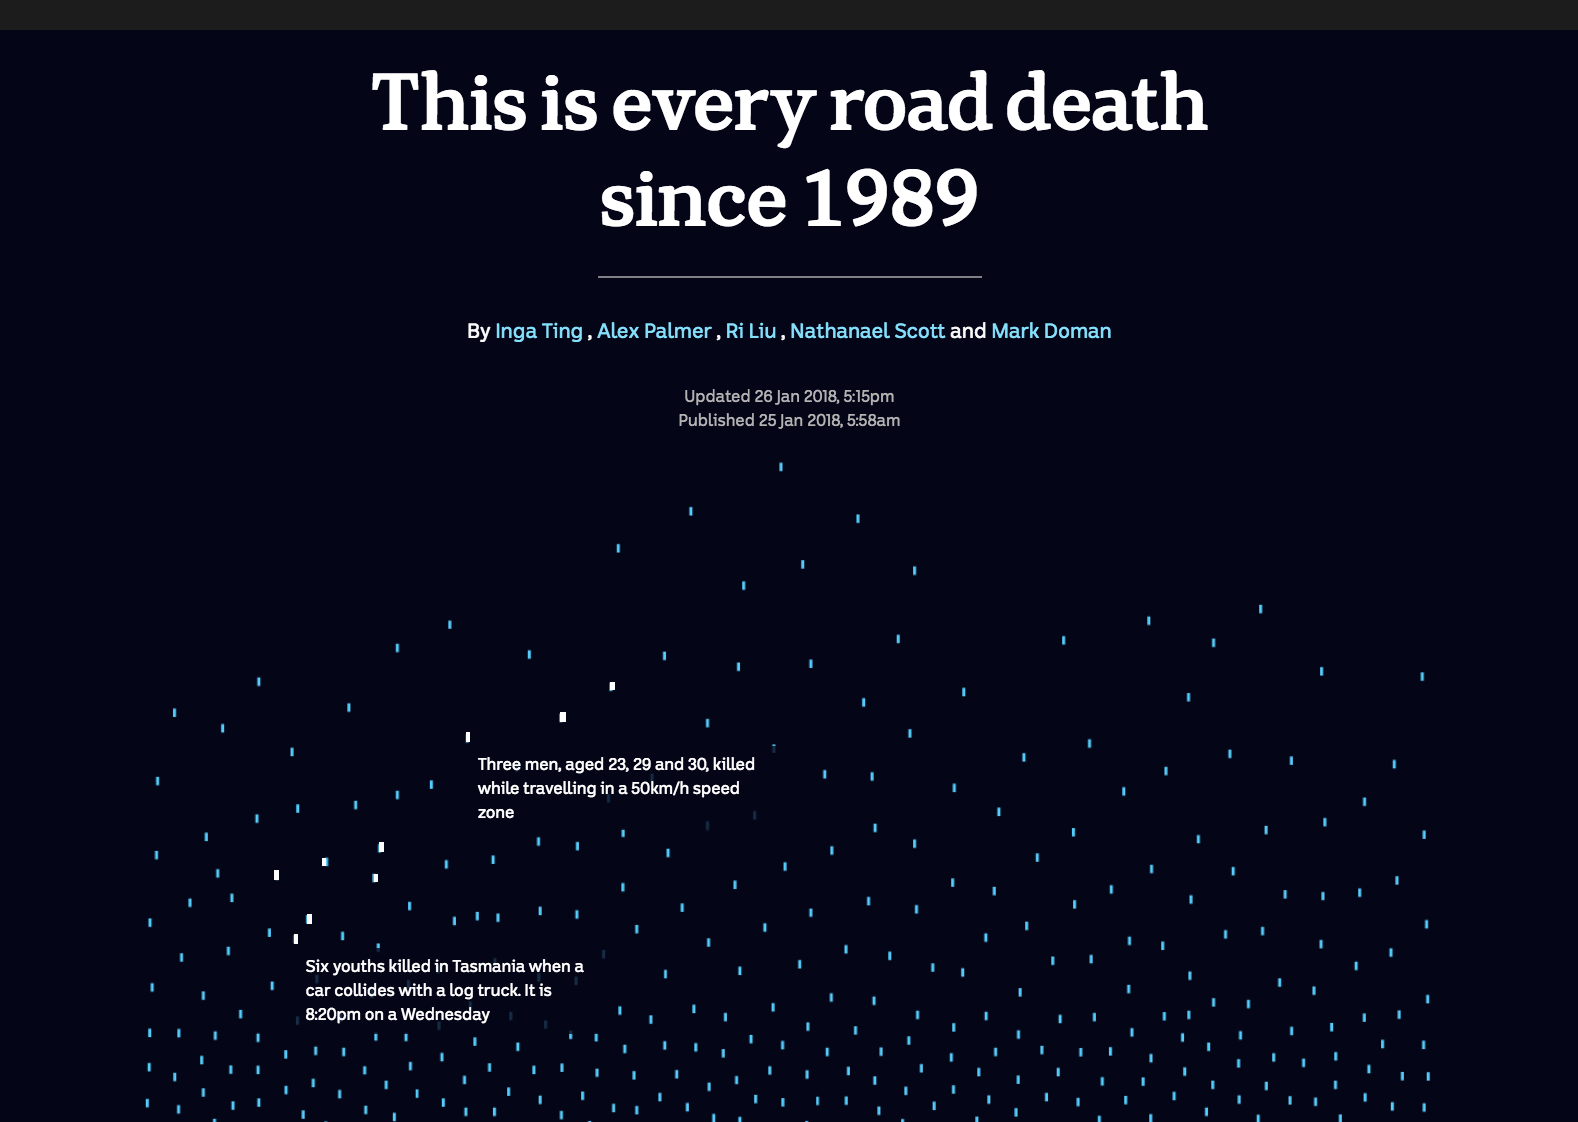 This is every road death
since 1989
By Inga Ting , Alex Palmer , Ri Liu , Nathanael Scott and Mark Doman
Updated 26 Jan 2018, 5:15pm
Published 25 Jan 2018, 5:58am
Three men, aged 23, 29 and 30, killed
while travelling in a 50km/h speed
zone
Six youths killed in Tasmania when a
car collides with a log truck. It is
8:20pm on a Wednesday